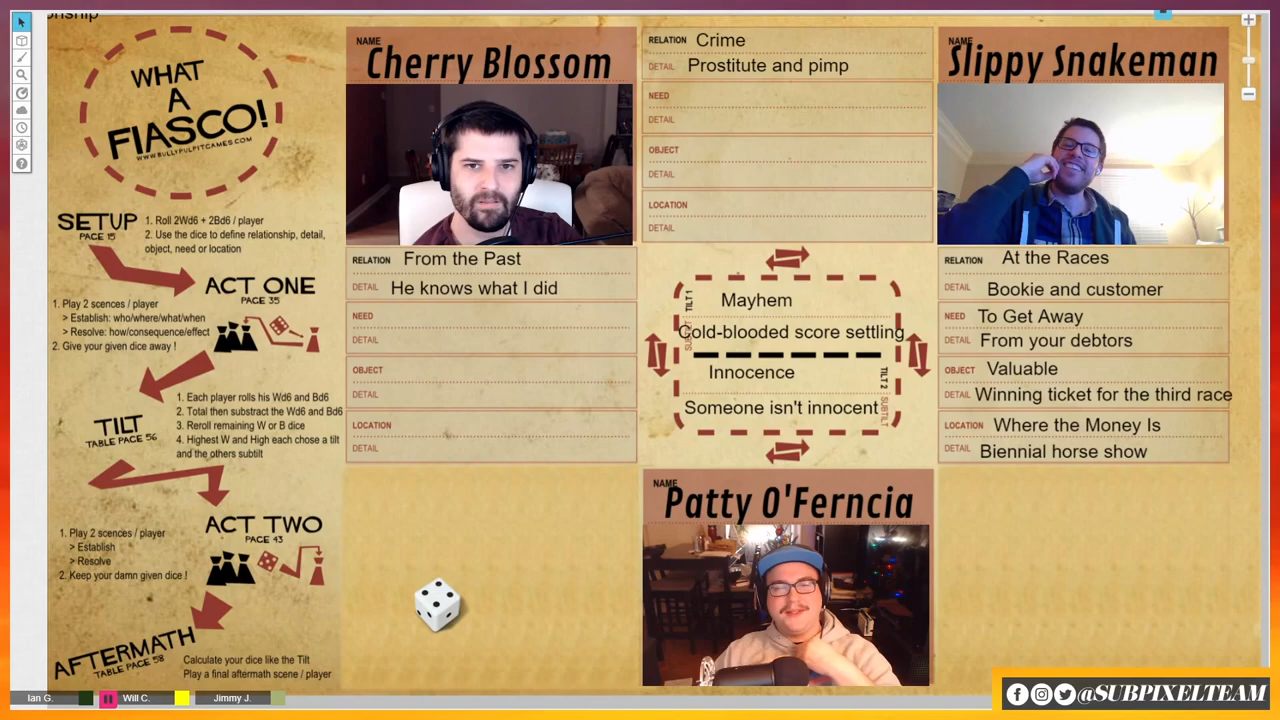 onship
WHAT
A
FIASCO!
WWW.BULLYPULPITGAMES.COM
SETUP
PAGE 15
1. Roll 2Wd6 + 2Bd6 / player
2. Use the dice to define relationship, detail,
object, need or location
ACT ONE
PAGE 35
1. Play 2 scences / player
> Establish: who/where/what/when
> Resolve: how/consequence/effect
2. Give your given dice away !
TILT
TABLE PAGE 56
1. Each player rolls his Wd6 and Bd6
2. Total then substract the Wd6 and Bd6
3. Reroll remaining W or B dice
4. Highest W and High each chose a tilt
and the others subtilt
ACT TWO
PAGE 43
1. Play 2 scences / player
> Establish
> Resolve
2. Keep your damn given dice !
AFTERMATH
TABLE PAGE 58
Calculate your dice like the Tilt
Play a final aftermath scene / player
NAME
Cherry Blossom
RELATION Crime
DETAIL Prostitute and pimp
NEED
DETAIL
OBJECT
DETAIL
LOCATION
DETAIL
NAME
Slippy Snakeman
RELATION From the Past
DETAIL He knows what I did
NEED
DETAIL
OBJECT
DETAIL
LOCATION
DETAIL
TILT 1
Mayhem
Cold-blooded score settling
Innocence
TILT 2
Someone isn't innocent
SUBTILT
RELATION At the Races
DETAIL Bookie and customer
NEED To Get Away
DETAIL From your debtors
OBJECT Valuable
DETAIL Winning ticket for the third race
LOCATION Where the Money Is
DETAIL Biennial horse show
NAME
Patty O'Ferncia
Ian G.
Will C.
Jimmy J.
@SUBPIXELTEAM